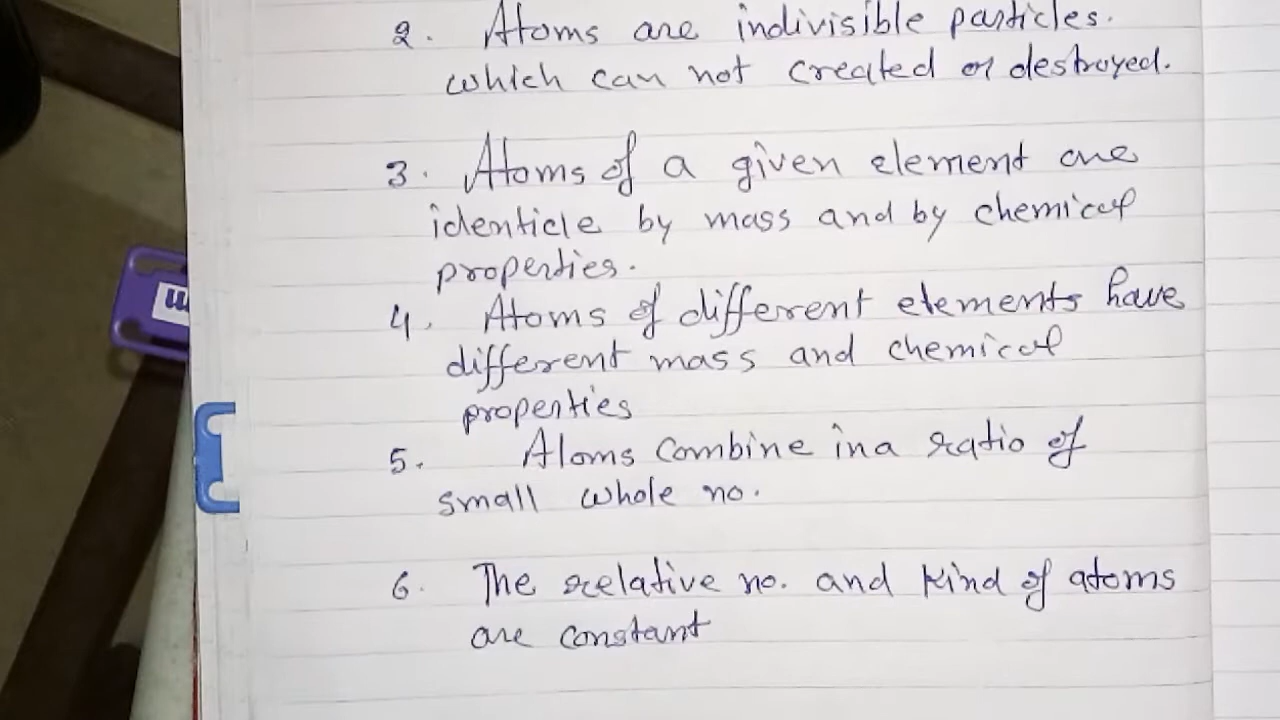 2. Atoms are indivisible particles.
which can not created or destroyed.
3. Atoms of a given element are
identicle by mass and by chemical
properties.
4. Atoms of different elements have
different mass and chemical
properties
5. Atoms combine in a ratio of
small whole no.
6. The relative no. and kind of atoms
are constant